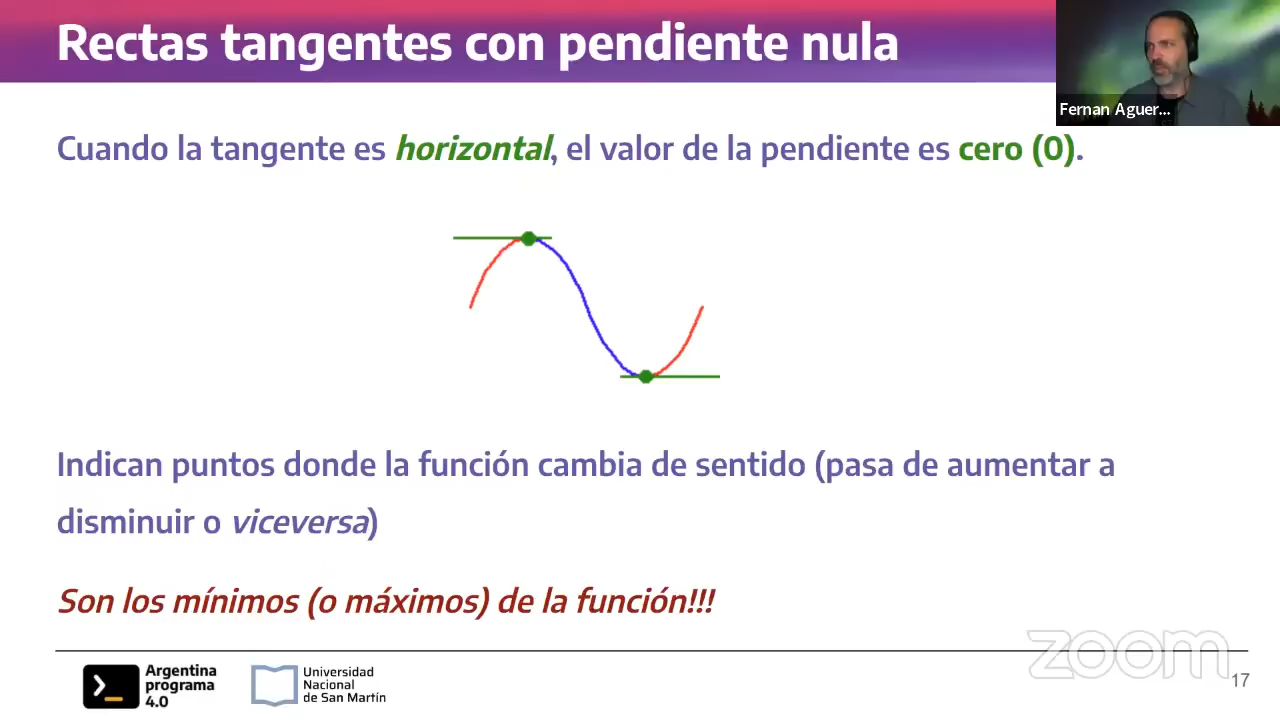 Rectas tangentes con pendiente nula
Fernan Aguer...
Cuando la tangente es horizontal, el valor de la pendiente es cero (0).
Indican puntos donde la función cambia de sentido (pasa de aumentar a
disminuir o viceversa)
Son los mínimos (o máximos) de la función!!!
zoom
Argentina
programa
4.0
Universidad
Nacional
de San Martín
17